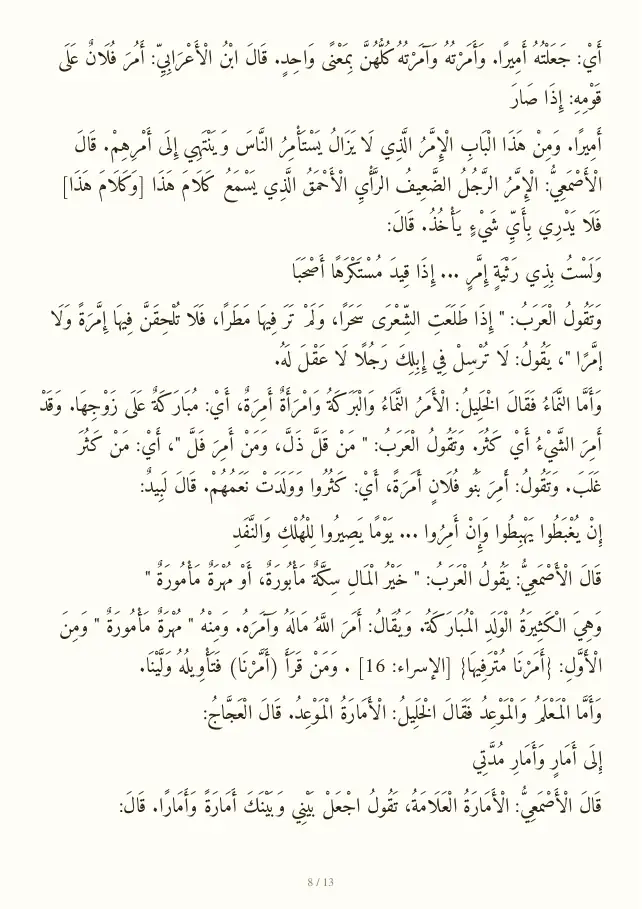 أَيْ: جَعَلْتُهُ أَمِيرًا. وَأَمَرْتُهُ وَآمَرْتُهُ كُلُّهُنَّ بِمَعْنًى وَاحِدٍ. قَالَ ابْنُ الْأَعْرَابِيِّ: أَمُرَ فُلَانٌ عَلَى
قَوْمِهِ: إِذَا صَارَ
أَمِيرًا. وَمِنْ هَذَا الْبَابِ الْإِمَّرُ الَّذِي لَا يَزَالُ يَسْتَأْمِرُ النَّاسَ وَيَنْتَهِي إِلَى أَمْرِهِمْ. قَالَ
الْأَصْمَعِيُّ: الْإِمَّرُ الرَّجُلُ الضَّعِيفُ الرَّأْيِ الْأَحْمَقُ الَّذِي يَسْمَعُ كَلَامَ هَذَا [وَكَلَامَ هَذَا]
فَلَا يَدْرِي بِأَيِّ شَيْءٍ يَأْخُذُ. قَالَ:
وَلَسْتُ بِذِي رَثْيَةٍ إِمَّرٍ ... إِذَا قِيدَ مُسْتَكْرَهًا أَصْحَبَا
وَتَقُولُ الْعَرَبُ: " إِذَا طَلَعَتِ الشِّعْرَى سَحَرًا، وَلَمْ تَرَ فِيهَا مَطَرًا، فَلَا تُلْحِقَنَّ فِيهَا إِمَّرَةً وَلَا
إِمَّرًا "، يَقُولُ: لَا تُرْسِلْ فِي إِبِلِكَ رَجُلًا لَا عَقْلَ لَهُ.
وَأَمَّا النَّمَاءُ فَقَالَ الْخَلِيلُ: الْأَمَرُ النَّمَاءُ وَالْبَرَكَةُ وَامْرَأَةٌ أَمِرَةٌ، أَيْ: مُبَارَكَةٌ عَلَى زَوْجِهَا. وَقَدْ
أَمِرَ الشَّيْءُ أَيْ كَثُرَ. وَتَقُولُ الْعَرَبُ: " مَنْ قَلَّ ذَلَّ، وَمَنْ أَمِرَ فَلَّ "، أَيْ: مَنْ كَثُرَ
غَلَبَ. وَتَقُولُ: أَمِرَ بَنُو فُلَانٍ أَمَرَةً، أَيْ: كَثُرُوا وَوَلَدَتْ نَعَمُهُمْ. قَالَ لَبِيدٌ:
إِنْ يُغْبَطُوا يَهْبِطُوا وَإِنْ أَمِرُوا ... يَوْمًا يَصِيرُوا لِلْهُلْكِ وَالنَّفَدِ
قَالَ الْأَصْمَعِيُّ: يَقُولُ الْعَرَبُ: " خَيْرُ الْمَالِ سِكَّةٌ مَأْبُورَةٌ، أَوْ مُهْرَةٌ مَأْمُورَةٌ "
وَهِيَ الْكَثِيرَةُ الْوَلَدِ الْمُبَارَكَةُ. وَيُقَالُ: أَمَرَ اللَّهُ مَالَهُ وَآمَرَهُ. وَمِنْهُ " مُهْرَةٌ مَأْمُورَةٌ " وَمِنَ
الْأَوَّلِ: {أَمَرْنَا مُتْرَفِيهَا} [الإسراء: 16] . وَمَنْ قَرَأَ (أَمَّرْنَا) فَتَأْوِيلُهُ وَلَّيْنَا.
وَأَمَّا الْمَعْلَمُ وَالْمَوْعِدُ فَقَالَ الْخَلِيلُ: الْأَمَارَةُ الْمَوْعِدُ. قَالَ الْعَجَّاجُ:
إِلَى أَمَارٍ وَأَمَارِ مُدَّتِي
قَالَ الْأَصْمَعِيُّ: الْأَمَارَةُ الْعَلَامَةُ، تَقُولُ اجْعَلْ بَيْنِي وَبَيْنَكَ أَمَارَةً وَأَمَارًا. قَالَ:
8 / 13